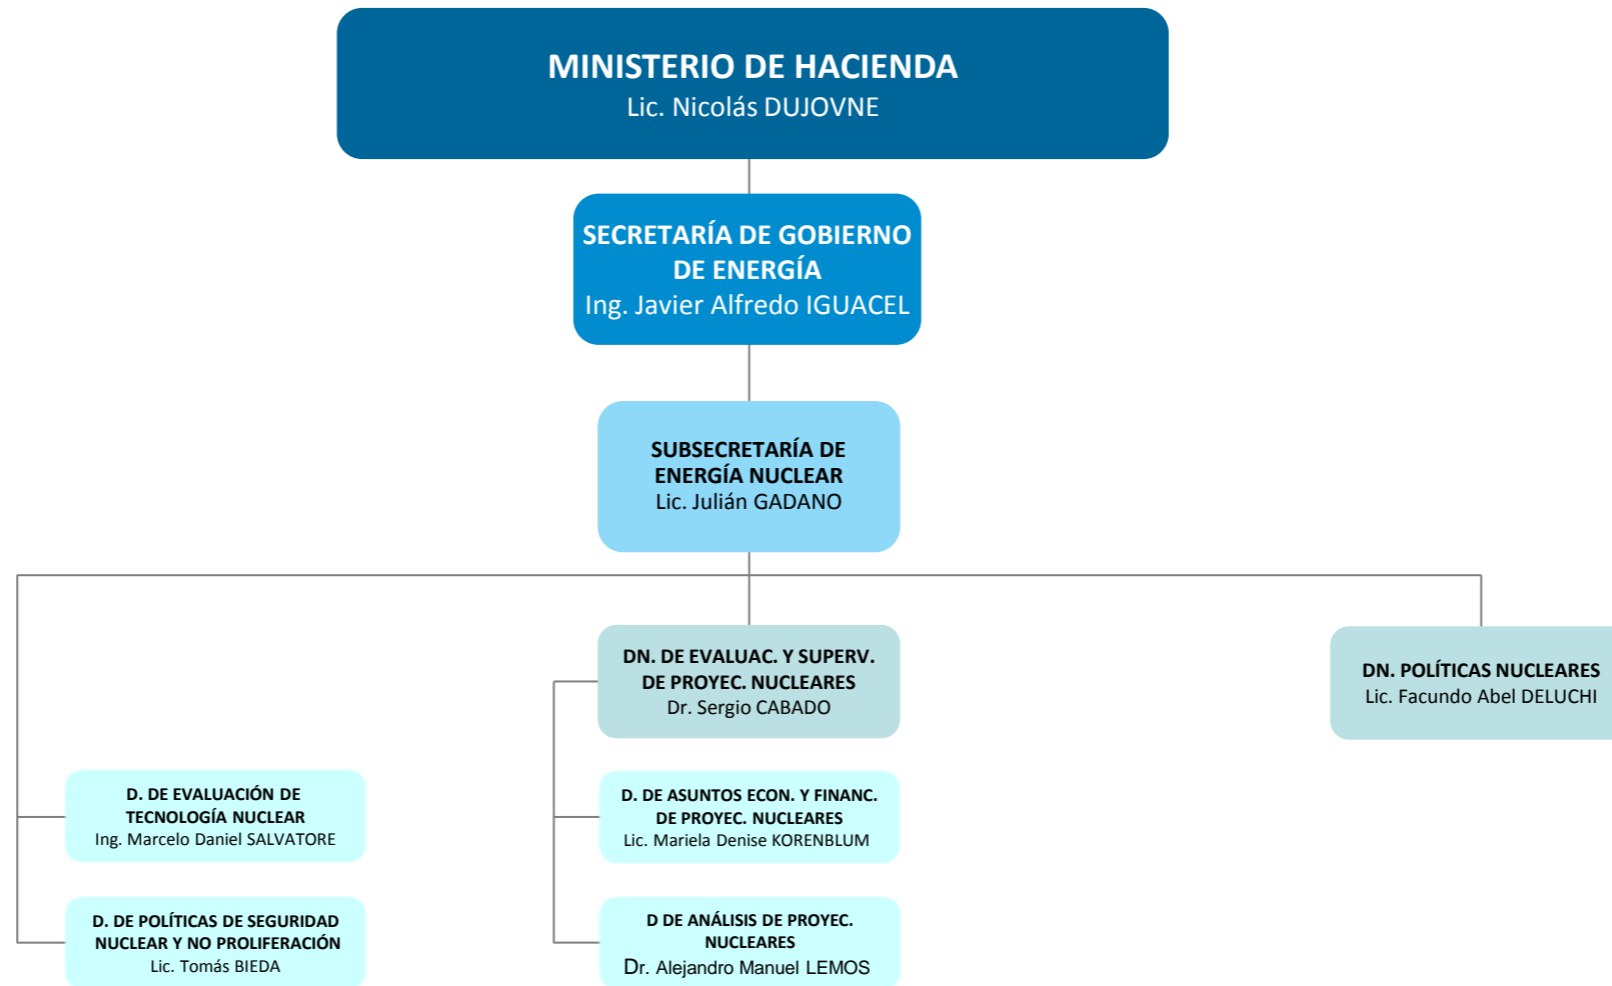 MINISTERIO DE HACIENDA
Lic. Nicolás DUJOVNE
SECRETARÍA DE GOBIERNO
DE ENERGÍA
Ing. Javier Alfredo IGUACEL
SUBSECRETARÍA DE
ENERGÍA NUCLEAR
Lic. Julián GADANO
DN. DE EVALUAC. Y SUPERV.
DE PROYEC. NUCLEARES
Dr. Sergio CABADO
DN. POLÍTICAS NUCLEARES
Lic. Facundo Abel DELUCHI
D. DE EVALUACIÓN DE
TECNOLOGÍA NUCLEAR
Ing. Marcelo Daniel SALVATORE
D. DE ASUNTOS ECON. Y FINANC.
DE PROYEC. NUCLEARES
Lic. Mariela Denise KORENBLUM
D. DE POLÍTICAS DE SEGURIDAD
NUCLEAR Y NO PROLIFERACIÓN
Lic. Tomás BIEDA
D DE ANÁLISIS DE PROYEC.
NUCLEARES
Dr. Alejandro Manuel LEMOS